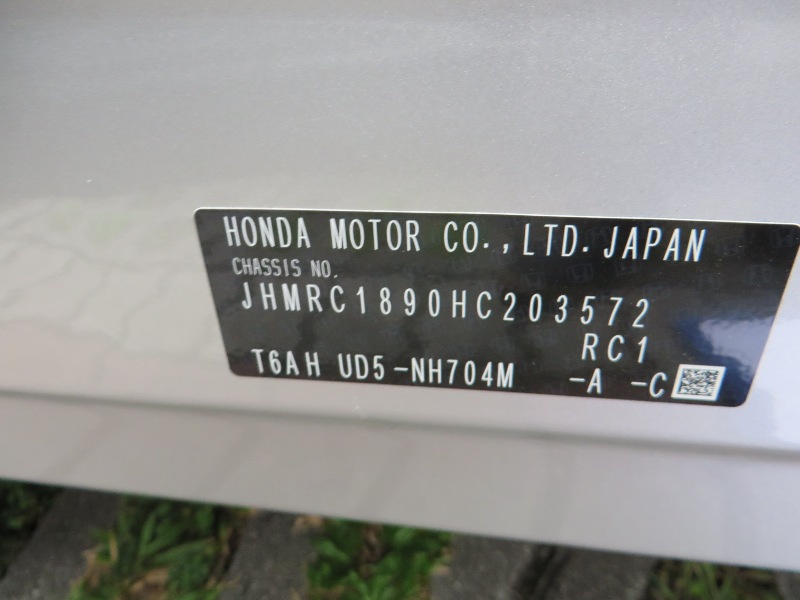 HONDA MOTOR CO.,LTD.JAPAN
CHASSIS NO.
JHMRC1890HC203572
RC1
T6AH UD5-NH704M -A -C